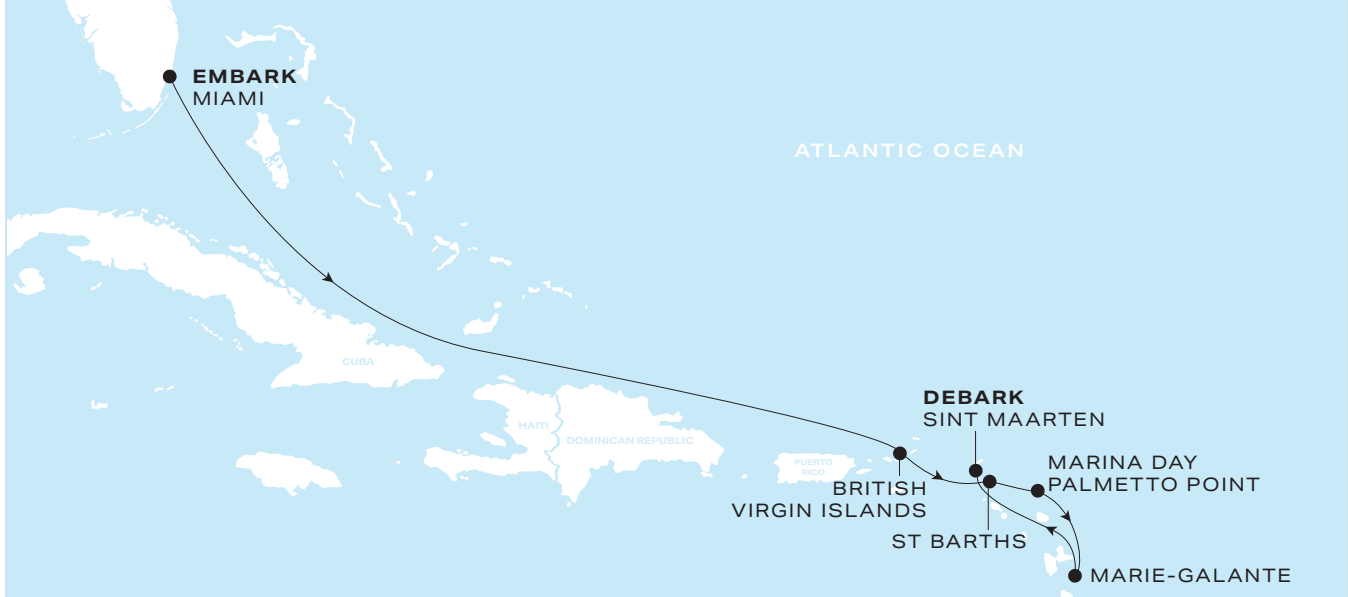 EMBARK
MIAMI
ATLANTIC OCEAN
CUBA
HAITI
DOMINICAN REPUBLIC
PUERTO
RICO
DEBARK
SINT MAARTEN
BRITISH
VIRGIN ISLANDS
MARINA DAY
PALMETTO POINT
ST BARTHS
MARIE-GALANTE